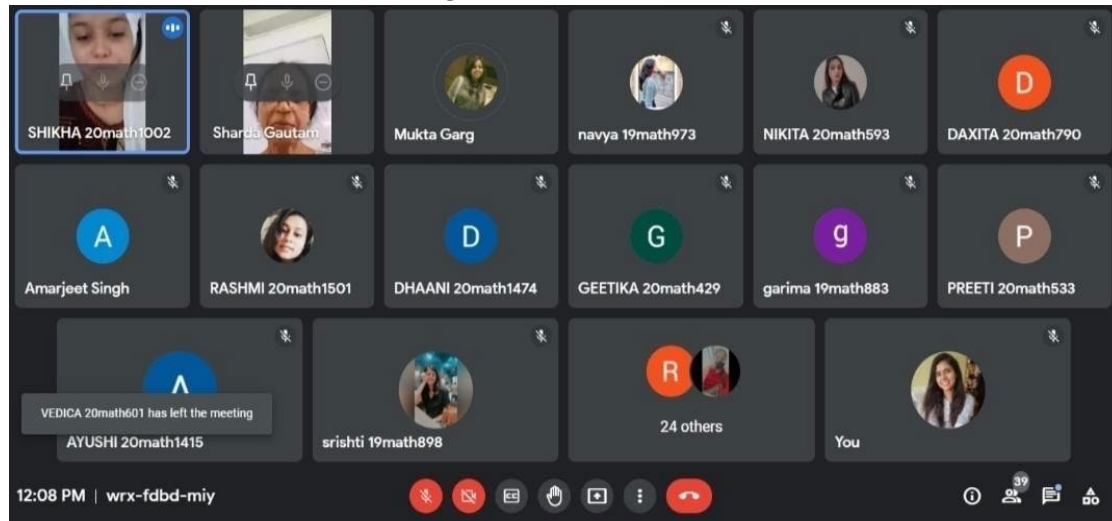 SHIKHA 20math1002
Sharda Gautam
Mukta Garg
navya 19math973
NIKITA 20math593
D
DAXITA 20math790
A
Amarjeet Singh
RASHMI 20math1501
D
DHAANI 20math1474
G
GEETIKA 20math429
g
garima 19math883
P
PREETI 20math533
A
VEDICA 20math601 has left the meeting
AYUSHI 20math1415
srishti 19math898
R
24 others
You
12:08 PM | wrx-fdbd-miy
CC
39